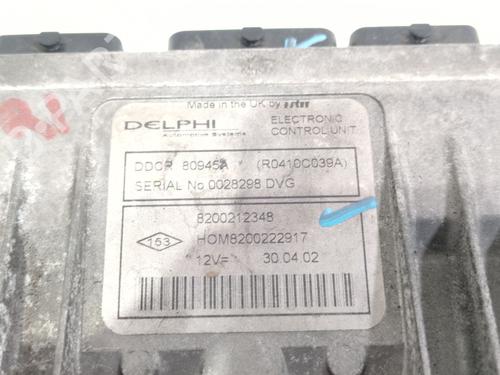 Made in the UK by TRW
DELPHI
Automotive Systems
ELECTRONIC
CONTROL UNIT
DDCR 80945A * (R0410C039A)
SERIAL No 0028298 DVG
8200212348
153
HOM8200222917
"12V=" 30.04.02